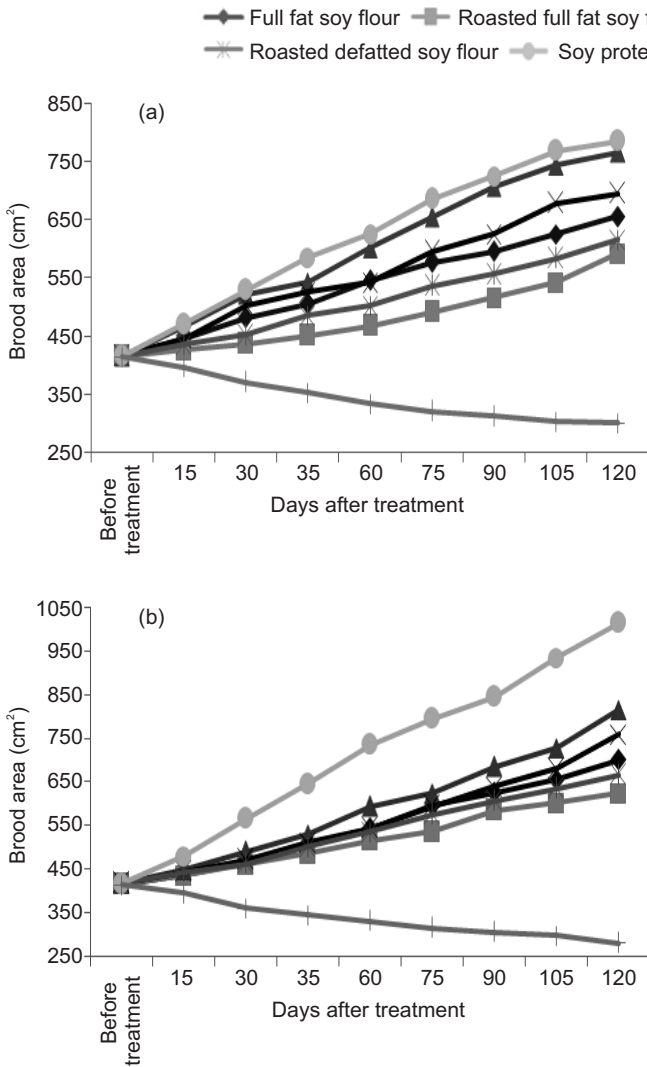 Full fat soy flour Roasted full fat soy
Roasted defatted soy flour Soy
(a)
Brood area (cm²)
850
750
650
550
450
350
250
Before treatment 15 30 35 60 75 90 105 120
Days after treatment
(b)
Brood area (cm²)
1050
950
850
750
650
550
450
350
250
Before treatment 15 30 35 60 75 90 105 120
Days after treatment